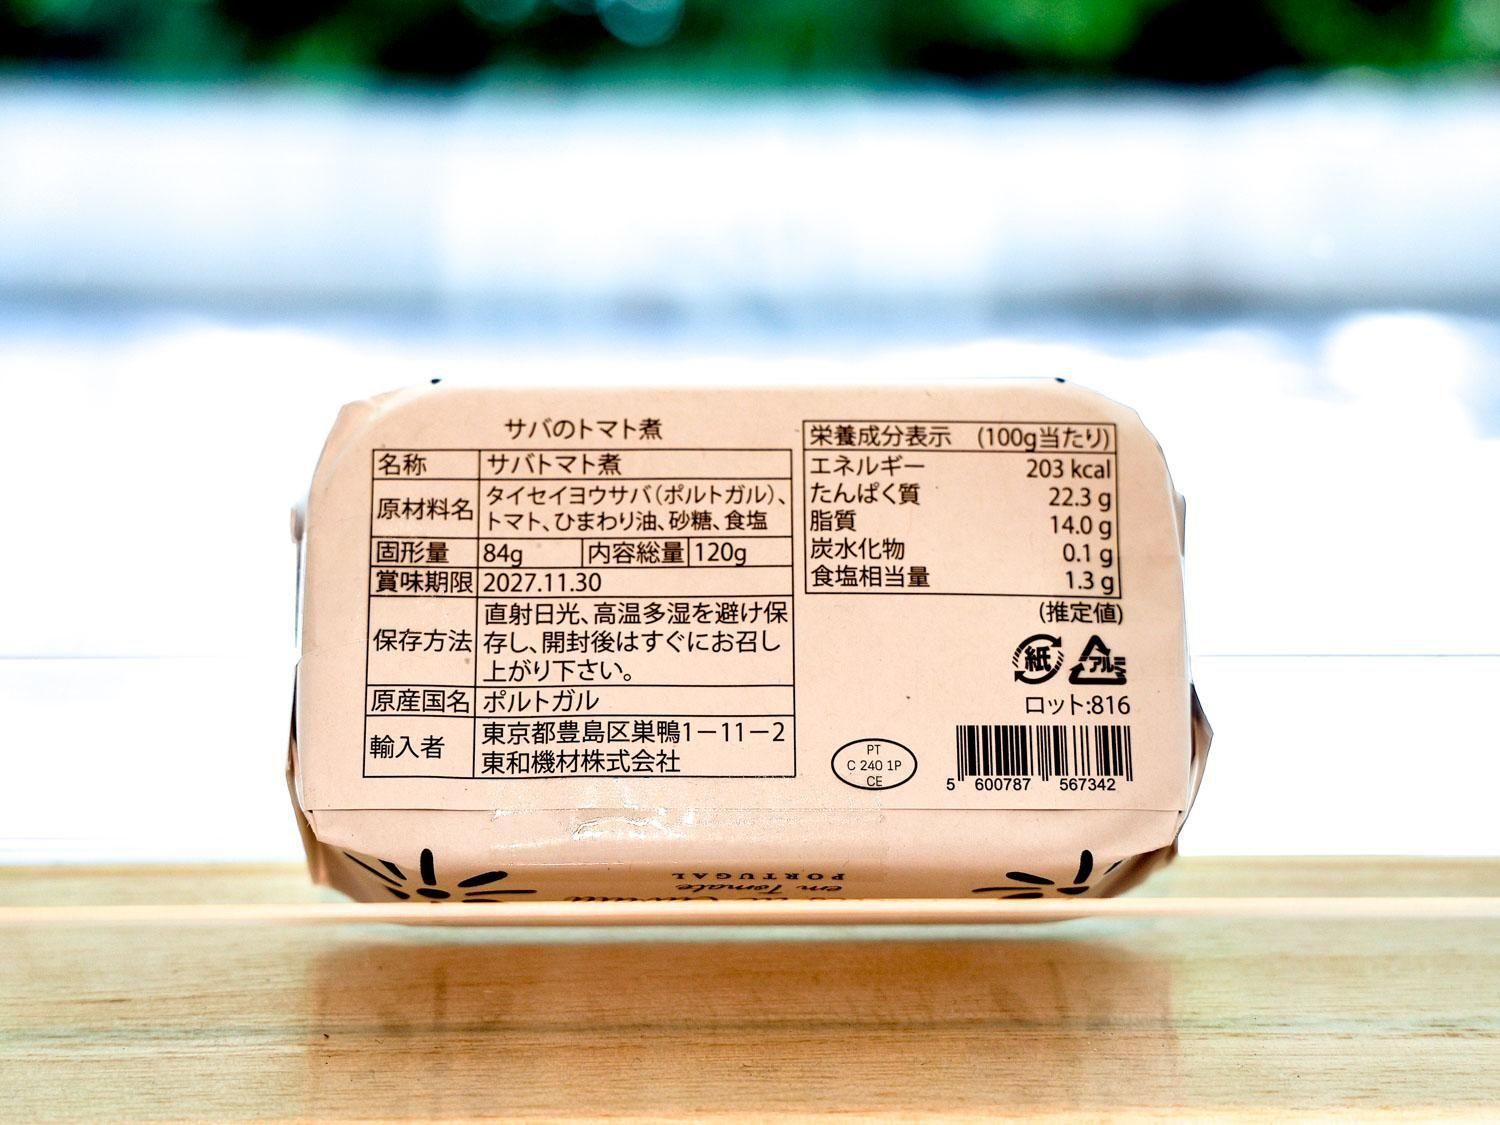 サバのトマト煮
名称 サバトマト煮
原材料名 タイセイヨウサバ(ポルトガル)、
トマト、ひまわり油、砂糖、食塩
固形量 84g 内容総量 120g
賞味期限 2027.11.30
保存方法 直射日光、高温多湿を避け保
存し、開封後はすぐにお召し
上がり下さい。
原産国名 ポルトガル
輸入者 東京都豊島区巣鴨1-11-2
東和機材株式会社
栄養成分表示 (100g当たり)
エネルギー 203 kcal
たんぱく質 22.3 g
脂質 14.0 g
炭水化物 0.1 g
食塩相当量 1.3 g
(推定値)
紙 アルミ
ロット:816
PT
C 240 1P
CE
5 600787 567342
PORTUGAL
em Tomate